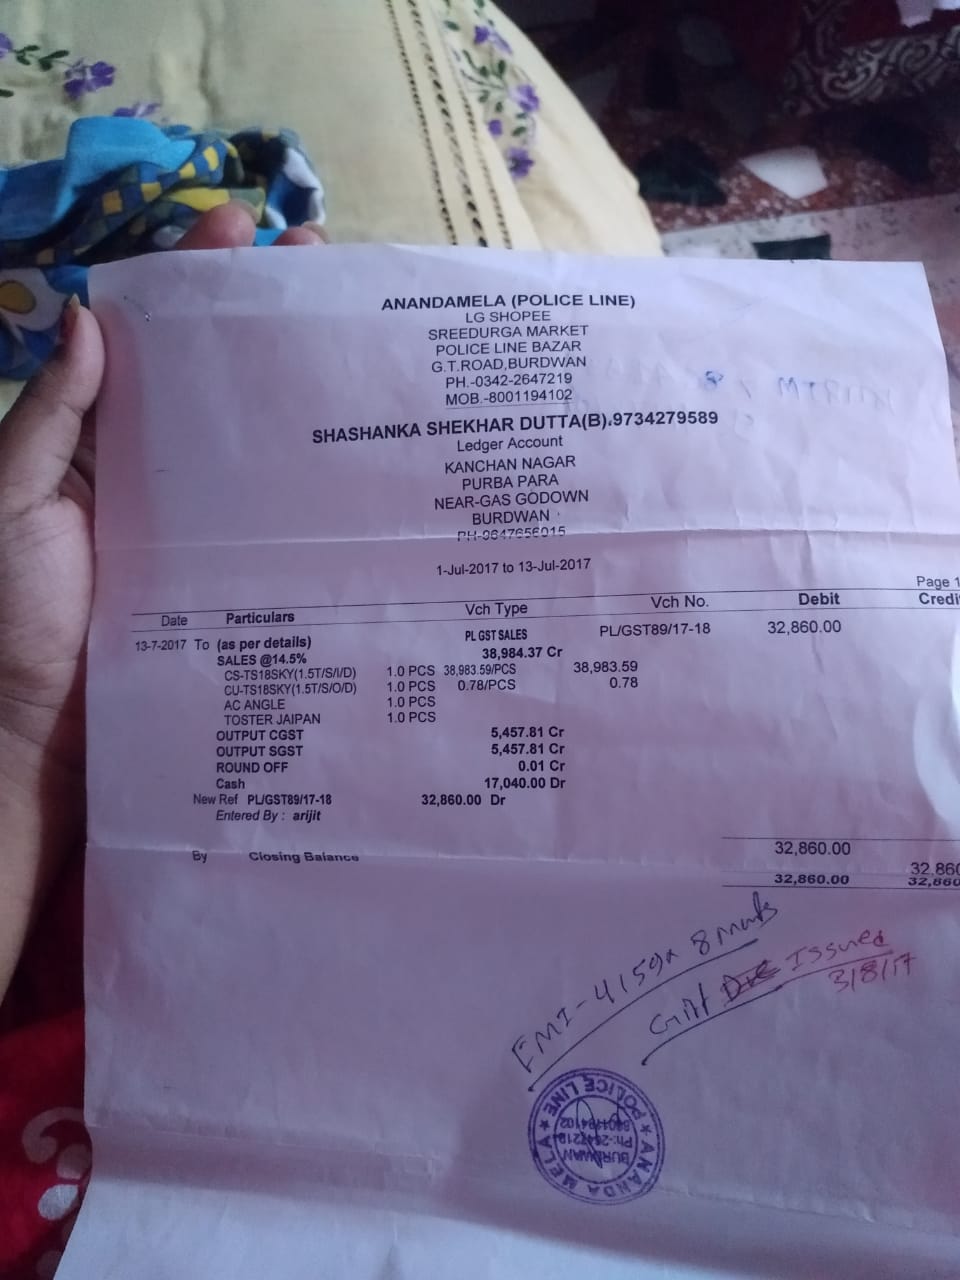 ANANDAMELA (POLICE LINE)
LG SHOPEE
SREEDURGA MARKET
POLICE LINE BAZAR
G.T.ROAD,BURDWAN
PH.-0342-2647219
MOB.-8001194102
SHASHANKA SHEKHAR DUTTA(B).9734279589
Ledger Account
KANCHAN NAGAR
PURBA PARA
NEAR-GAS GODOWN
BURDWAN
PH-9647656015
1-Jul-2017 to 13-Jul-2017
Page 1
Date Particulars Vch Type Vch No. Debit Credi
13-7-2017 To (as per details) PL GST SALES PL/GST89/17-18 32,860.00
SALES @14.5% 38,984.37 Cr
CS-TS18SKY(1.5T/S/I/D) 1.0 PCS 38,983.59/PCS 38,983.59
CU-TS18SKY(1.5T/S/O/D) 1.0 PCS 0.78/PCS 0.78
AC ANGLE 1.0 PCS
TOSTER JAIPAN 1.0 PCS
OUTPUT CGST 5,457.81 Cr
OUTPUT SGST 5,457.81 Cr
ROUND OFF 0.01 Cr
Cash 17,040.00 Dr
New Ref PL/GST89/17-18 32,860.00 Dr
Entered By : arijit
32,860.00
By Closing Balance 32,860
32,860.00 32,860
EMI-4159x 8
Gift Due Issued
3/8/17
ANANDA MELA ★ POLICE LINE ★
BURDWAN